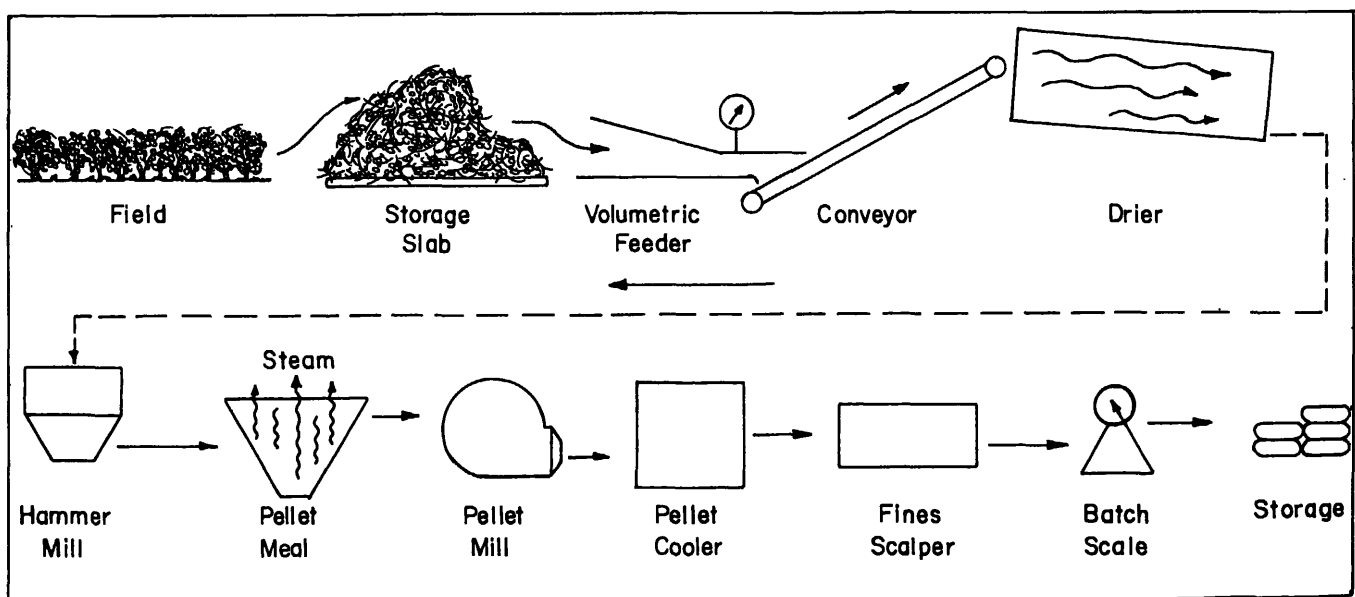 Field
Storage
Slab
Volumetric
Feeder
Conveyor
Drier
Steam
Hammer
Mill
Pellet
Meal
Pellet
Mill
Pellet
Cooler
Fines
Scalper
Batch
Scale
Storage